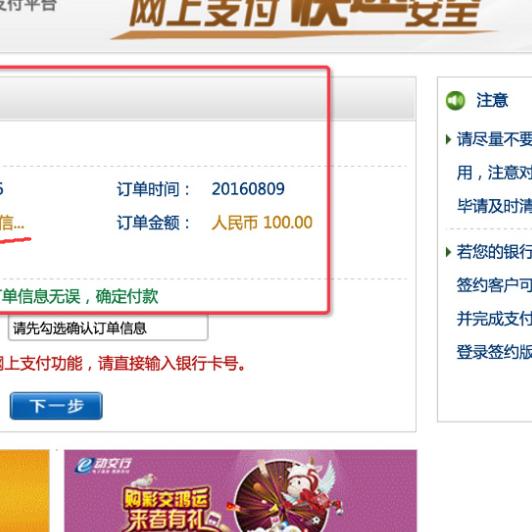 支付平台
网上支付 快速 安全
订单时间： 20160809
信... 订单金额： 人民币 100.00
订单信息无误，确定付款
请先勾选确认订单信息
网上支付功能，请直接输入银行卡号。
下一步
e动交行
购彩交鸿运
来者有礼
注意
请尽量不要
用，注意对
毕请及时清
若您的银行
签约客户可
并完成支付
登录签约版